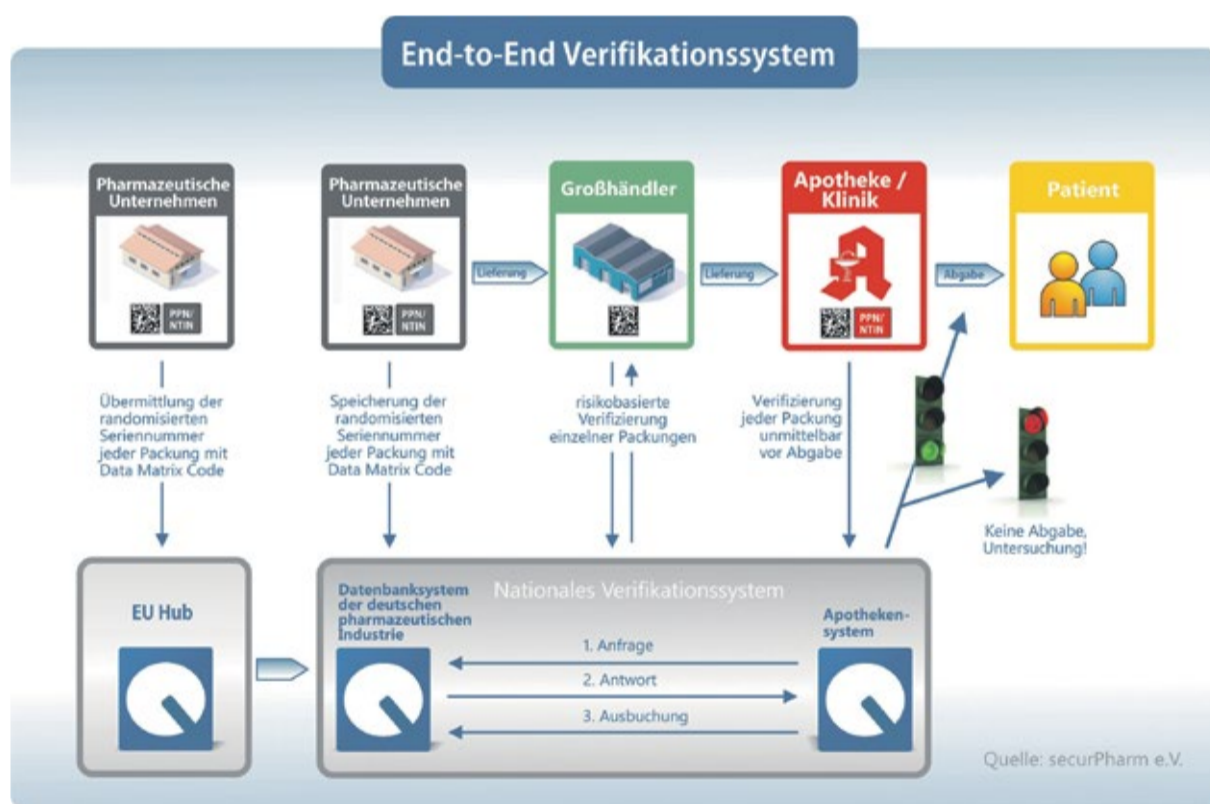 End-to-End Verifikationssystem
Pharmazeutische
Unternehmen
PPN/
NTIN
Pharmazeutische
Unternehmen
PPN/
NTIN
Lieferung
Großhändler
Lieferung
Apotheke /
Klinik
PPN/
NTIN
Abgabe
Patient
Übermittlung der
randomisierten
Seriennummer
jeder Packung mit
Data Matrix Code
Speicherung der
randomisierten
Seriennummer
jeder Packung mit
Data Matrix Code
risikobasierte
Verifizierung
einzelner Packungen
Verifizierung
jeder Packung
unmittelbar
vor Abgabe
Keine Abgabe,
Untersuchung!
EU Hub
Nationales Verifikationssystem
Datenbanksystem
der deutschen
pharmazeutischen
Industrie
1. Anfrage
2. Antwort
3. Ausbuchung
Apotheken-
system
Quelle: securPharm e.V.